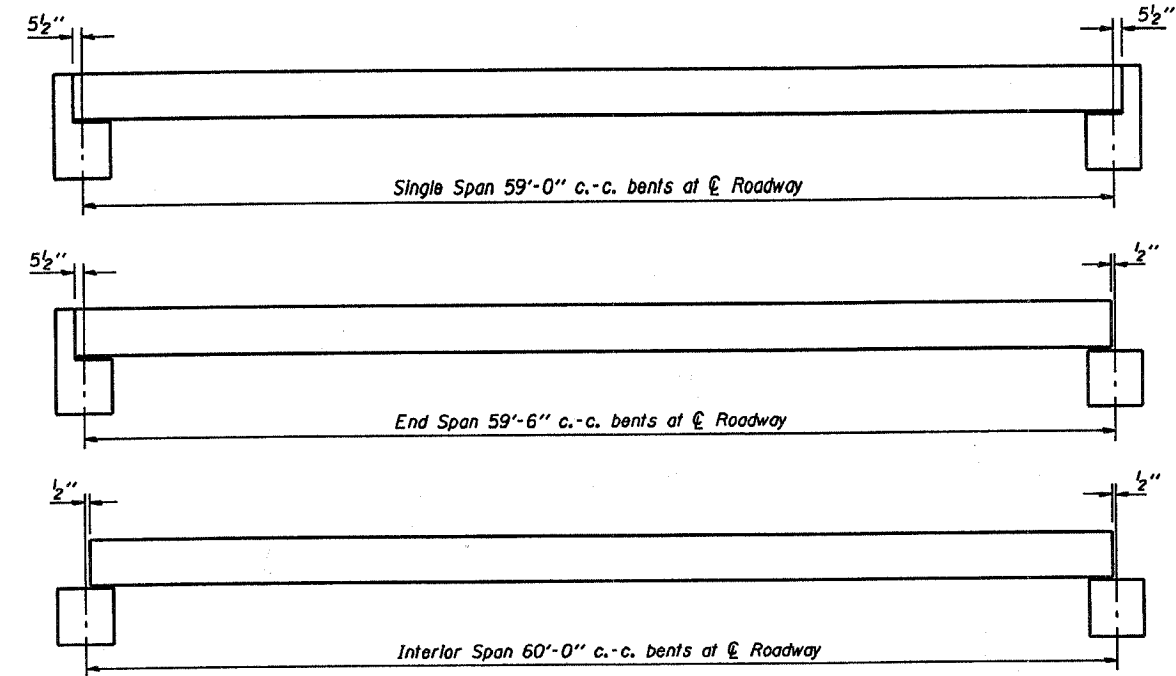 5½" 5½"
Single Span 59'-0" c.-c. bents at ℄ Roadway
5½" ½"
End Span 59'-6" c.-c. bents at ℄ Roadway
½" ½"
Interior Span 60'-0" c.-c. bents at ℄ Roadway